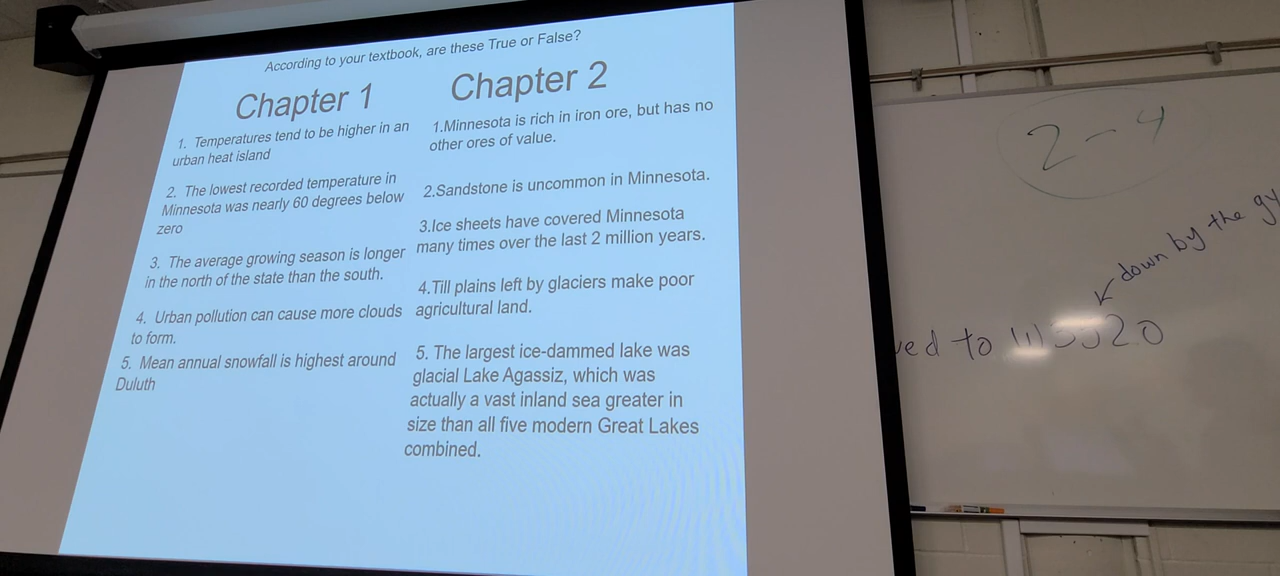 According to your textbook, are these True or False?
Chapter 1
1. Temperatures tend to be higher in an
urban heat island
2. The lowest recorded temperature in
Minnesota was nearly 60 degrees below
zero
3. The average growing season is longer
in the north of the state than the south.
4. Urban pollution can cause more clouds
to form.
5. Mean annual snowfall is highest around
Duluth
Chapter 2
1.Minnesota is rich in iron ore, but has no
other ores of value.
2.Sandstone is uncommon in Minnesota.
3.Ice sheets have covered Minnesota
many times over the last 2 million years.
4.Till plains left by glaciers make poor
agricultural land.
5. The largest ice-dammed lake was
glacial Lake Agassiz, which was
actually a vast inland sea greater in
size than all five modern Great Lakes
combined.
2-4
down by the
to